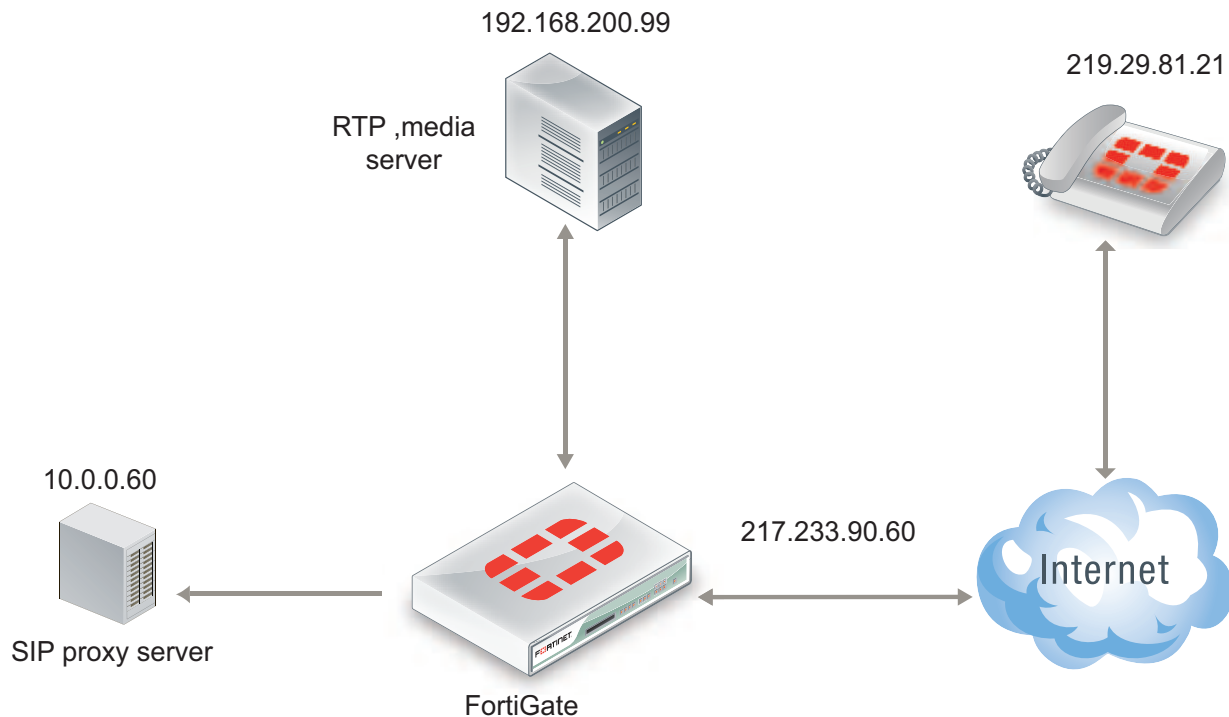 192.168.200.99
219.29.81.21
RTP ,media
server
10.0.0.60
217.233.90.60
Internet
SIP proxy server
FORTINET
FortiGate